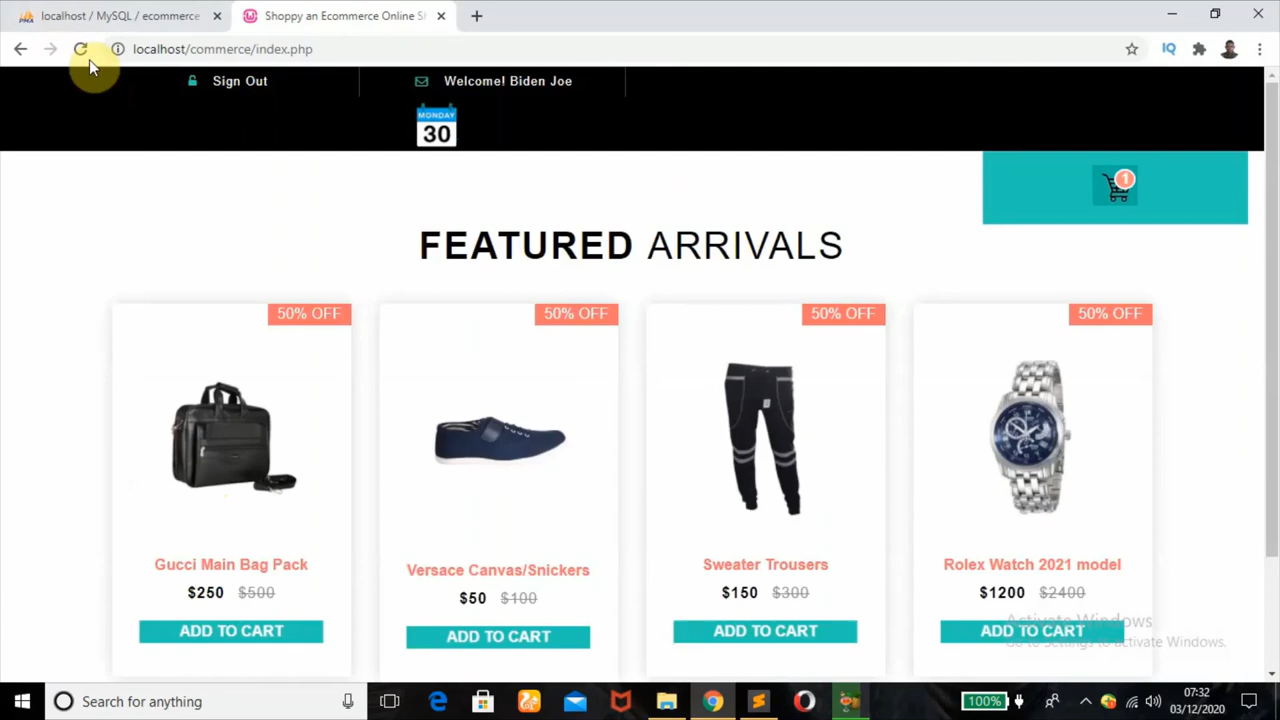 localhost / MySQL / ecommerce
Shoppy an Ecommerce Online Sh
localhost/commerce/index.php
IQ
Sign Out
Welcome! Biden Joe
MONDAY
30
1
FEATURED ARRIVALS
50% OFF
50% OFF
50% OFF
50% OFF
Gucci Main Bag Pack
Versace Canvas/Snickers
Sweater Trousers
Rolex Watch 2021 model
$250 $500
$50 $100
$150 $300
$1200 $2400
ADD TO CART
ADD TO CART
ADD TO CART
ADD TO CART
Activate Windows
Go to Settings to activate Windows.
Search for anything
100%
07:32
03/12/2020